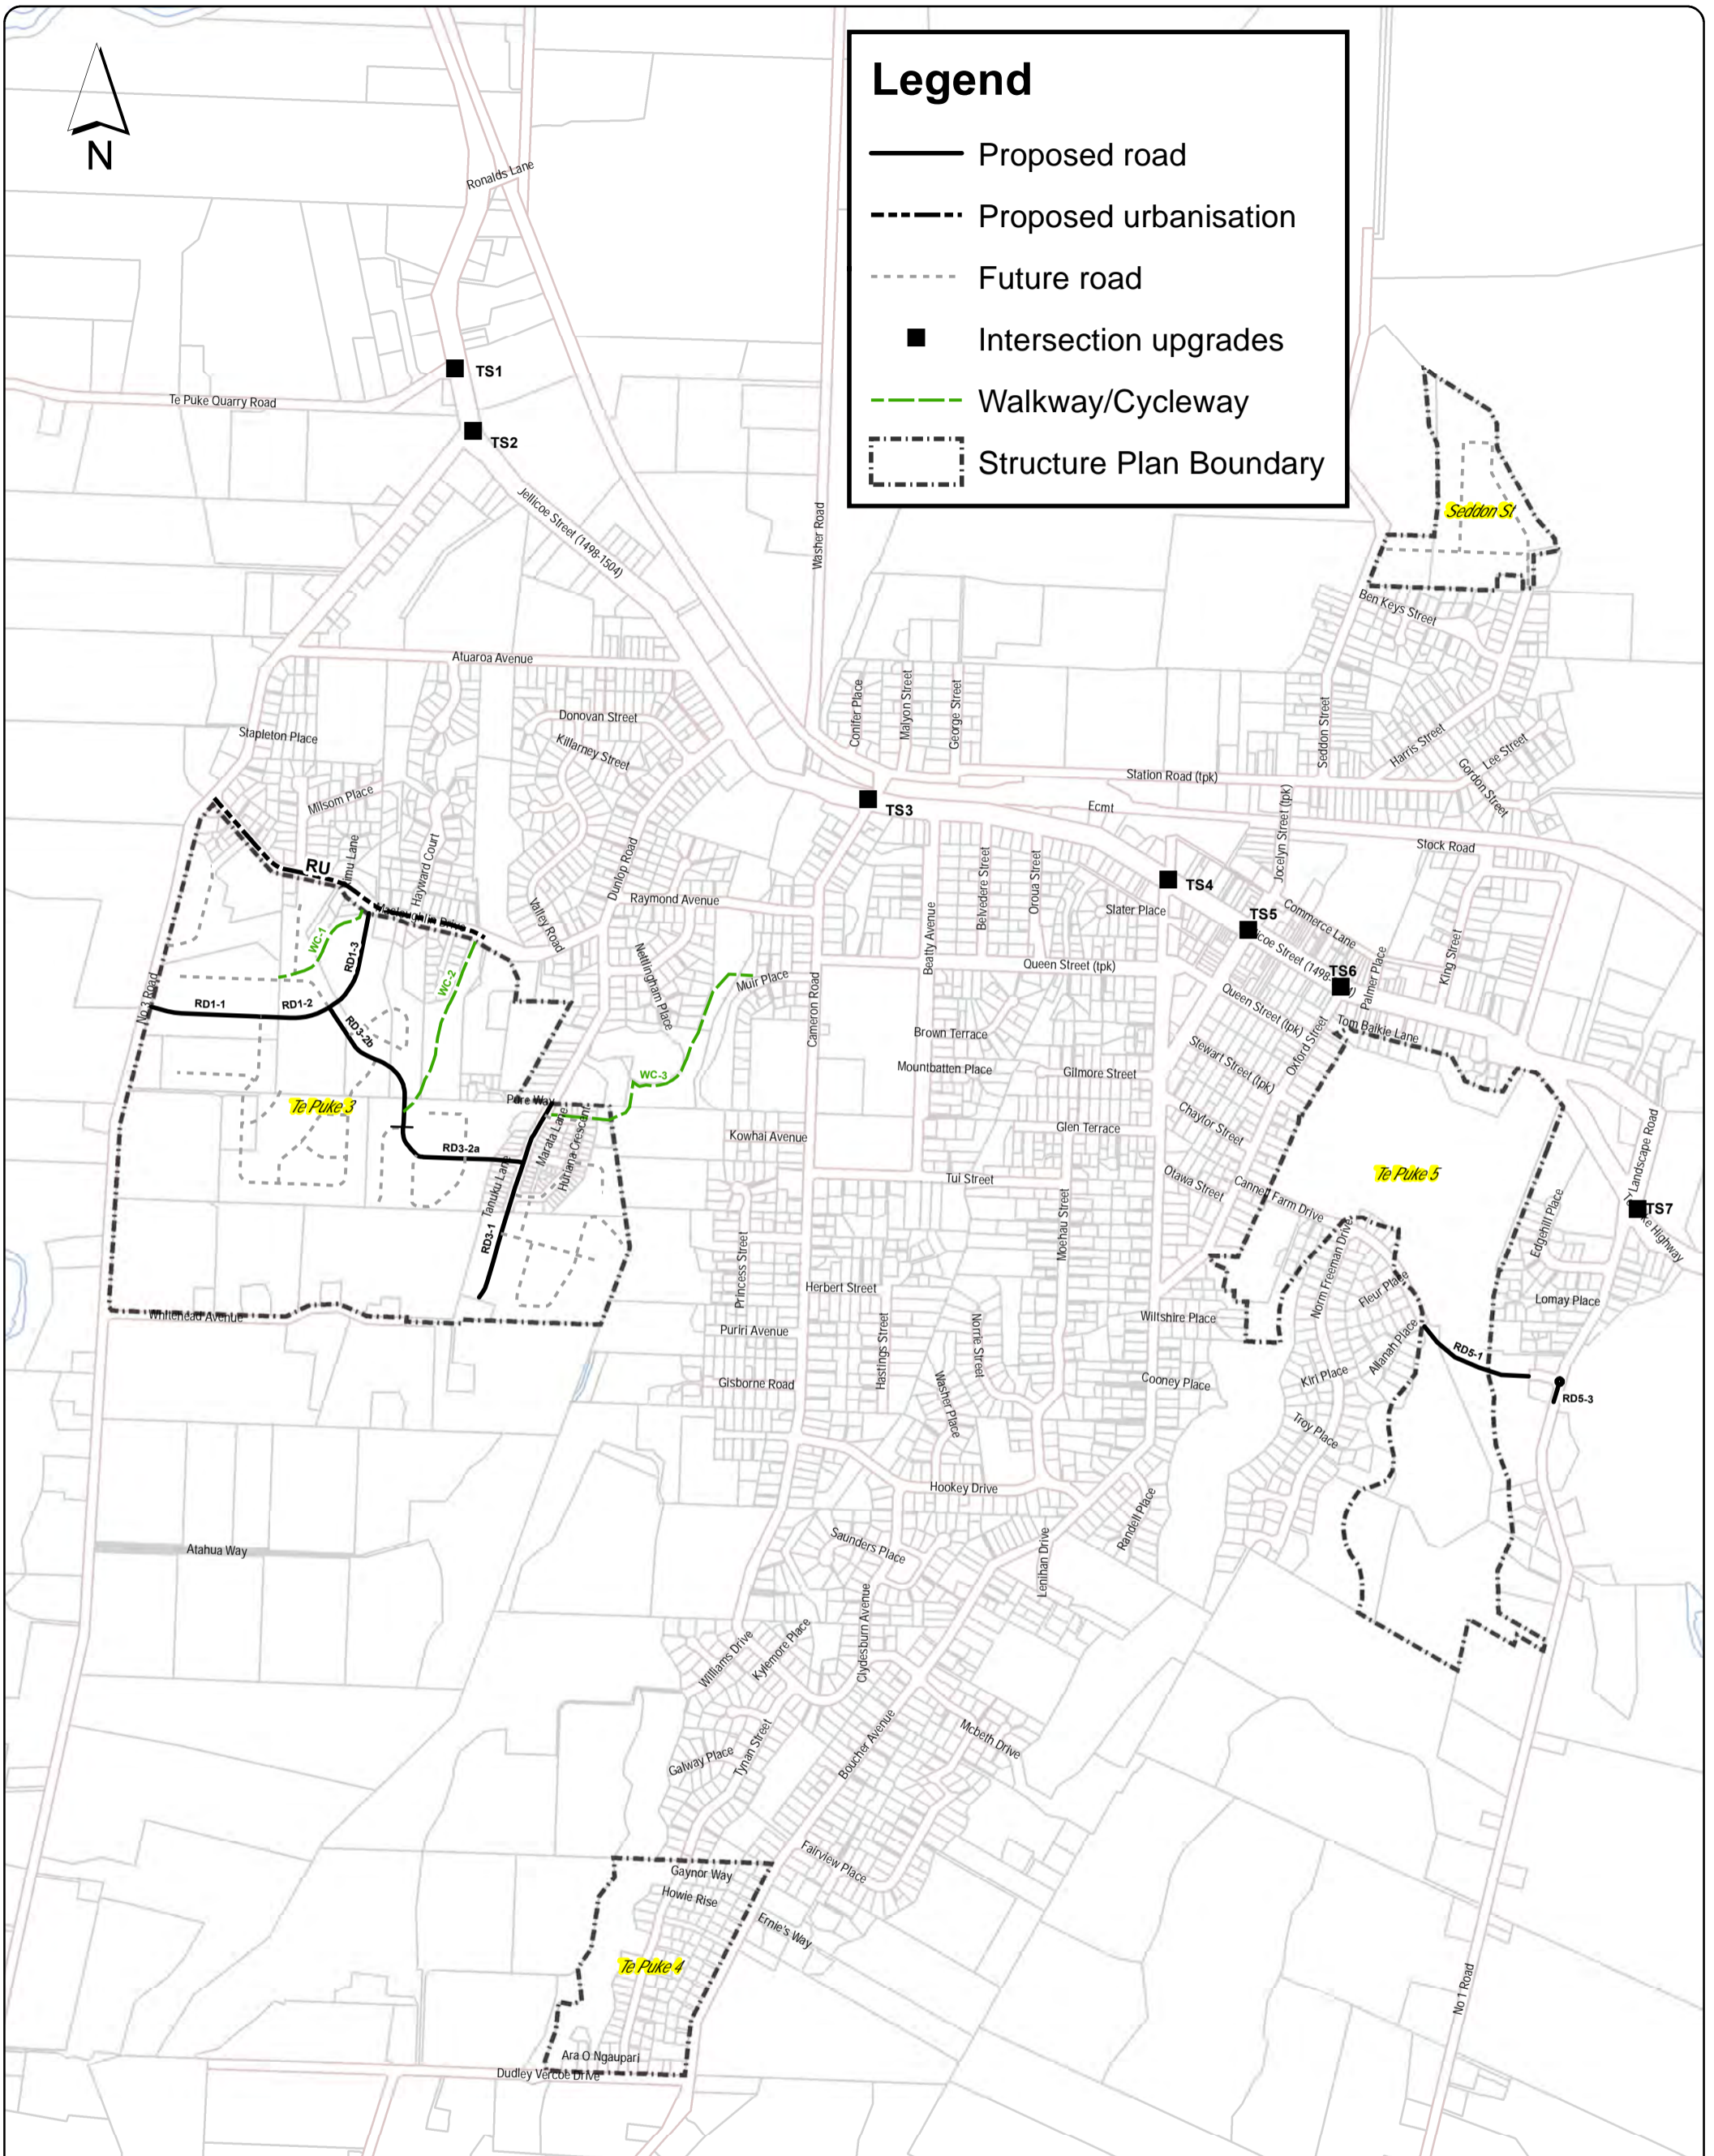 N
Legend
Proposed road
Proposed urbanisation
Future road
Intersection upgrades
Walkway/Cycleway
Structure Plan Boundary
Ronalds Lane
TS1
Te Puke Quarry Road
TS2
Jellicoe Street (1498-1504)
Washer Road
Seddon St
Ben Keys Street
Atuaroa Avenue
Stapleton Place
Donovan Street
Killarney Street
Conifer Place
Malyon Street
George Street
Seddon Street
Harris Street
Lee Street
Gordon Street
Station Road (tpk)
Ecmt
Jocelyn Street (tpk)
Stock Road
Milsom Place
TS3
RU
imu Lane
Hayward Court
Macloughlin Drive
Dunlop Road
Valley Road
Raymond Avenue
Nettlingham Place
Muir Place
Cameron Road
Beatty Avenue
Belvedere Street
Oroua Street
Slater Place
TS4
TS5
Commerce Lane
icoe Street (1498-
TS6
Palmer Place
King Street
Queen Street (tpk)
Queen Street (tpk)
Tom Baikie Lane
Oxford Street
Stewart Street (tpk)
WC-1
RD1-3
WC-2
No 3 Road
RD1-1
RD1-2
RD3-2b
Brown Terrace
Mountbatten Place
Gilmore Street
WC-3
Te Puke 3
Pare Way
Marata Lane
Huriana Crescent
Tanuku Lane
RD3-2a
RD3-1
Kowhai Avenue
Glen Terrace
Chaylor Street
Tui Street
Otawa Street
Cannell Farm Drive
Te Puke 5
Landscape Road
TS7
ke Highway
Edgehill Place
Lomay Place
Norm Freeman Drive
Fleur Place
Allanah Place
Kiri Place
Troy Place
RD5-1
RD5-3
Princess Street
Moehau Street
Herbert Street
Hastings Street
Norrie Street
Wiltshire Place
Whitehead Avenue
Puriri Avenue
Gisborne Road
Washer Place
Cooney Place
Hookey Drive
Randell Place
Saunders Place
Lenihan Drive
Atahua Way
Clydesburn Avenue
Williams Drive
Kylemore Place
Galway Place
Tynan Street
Boucher Avenue
Mcbeth Drive
Fairview Place
Gaynor Way
Howie Rise
Ernie's Way
Te Puke 4
No 1 Road
Ara O Ngaupari
Dudley Vercoe Drive